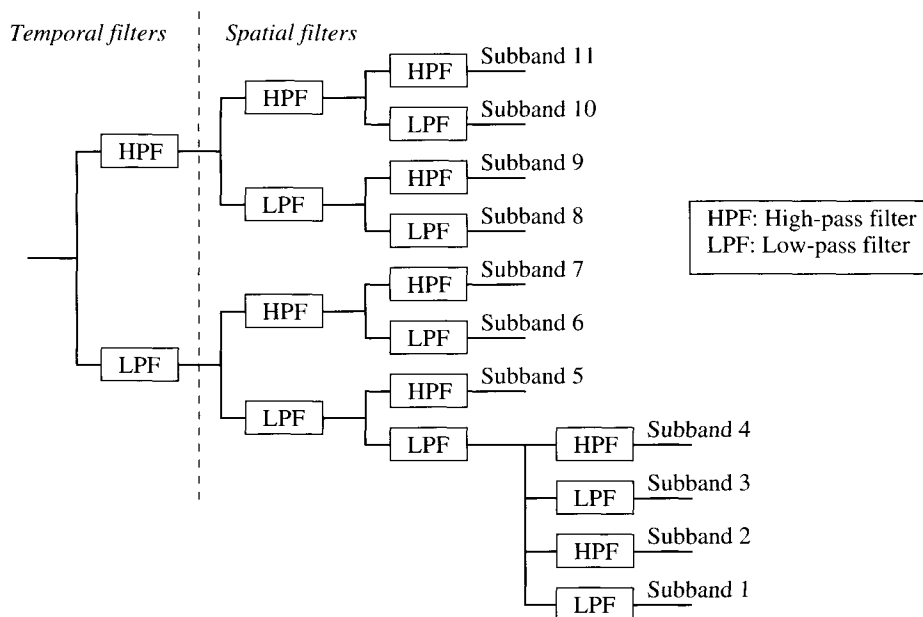 Temporal filters
Spatial filters
HPF
Subband 11
HPF
LPF
Subband 10
HPF
HPF
Subband 9
LPF
LPF
Subband 8
HPF: High-pass filter
LPF: Low-pass filter
HPF
Subband 7
HPF
LPF
Subband 6
LPF
HPF
Subband 5
LPF
LPF
HPF
Subband 4
LPF
Subband 3
HPF
Subband 2
LPF
Subband 1